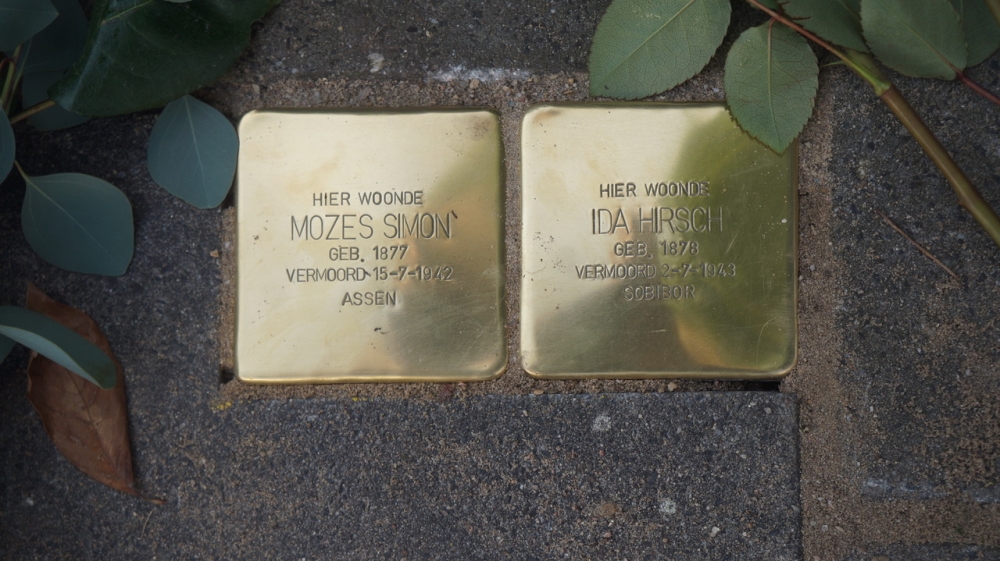 HIER WOONDE
MOZES SIMON
GEB. 1877
VERMOORD 15-7-1942
ASSEN
HIER WOONDE
IDA HIRSCH
GEB. 1878
VERMOORD 2-7-1943
SOBIBOR